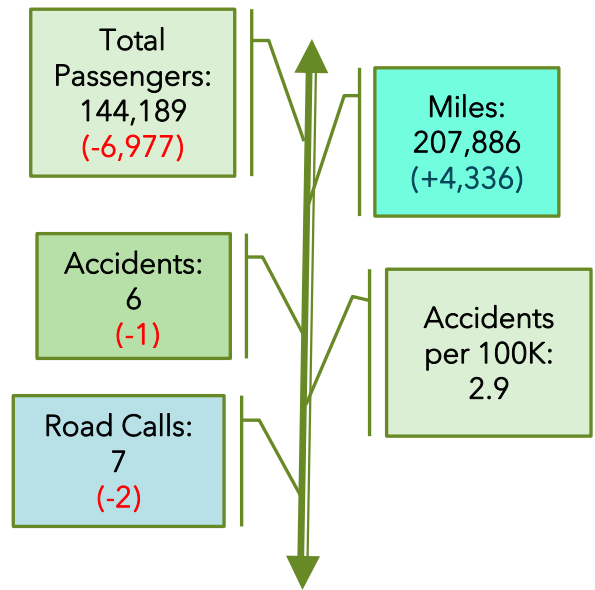 Total
Passengers:
144,189
(-6,977)
Miles:
207,886
(+4,336)
Accidents:
6
(-1)
Accidents
per 100K:
2.9
Road Calls:
7
(-2)